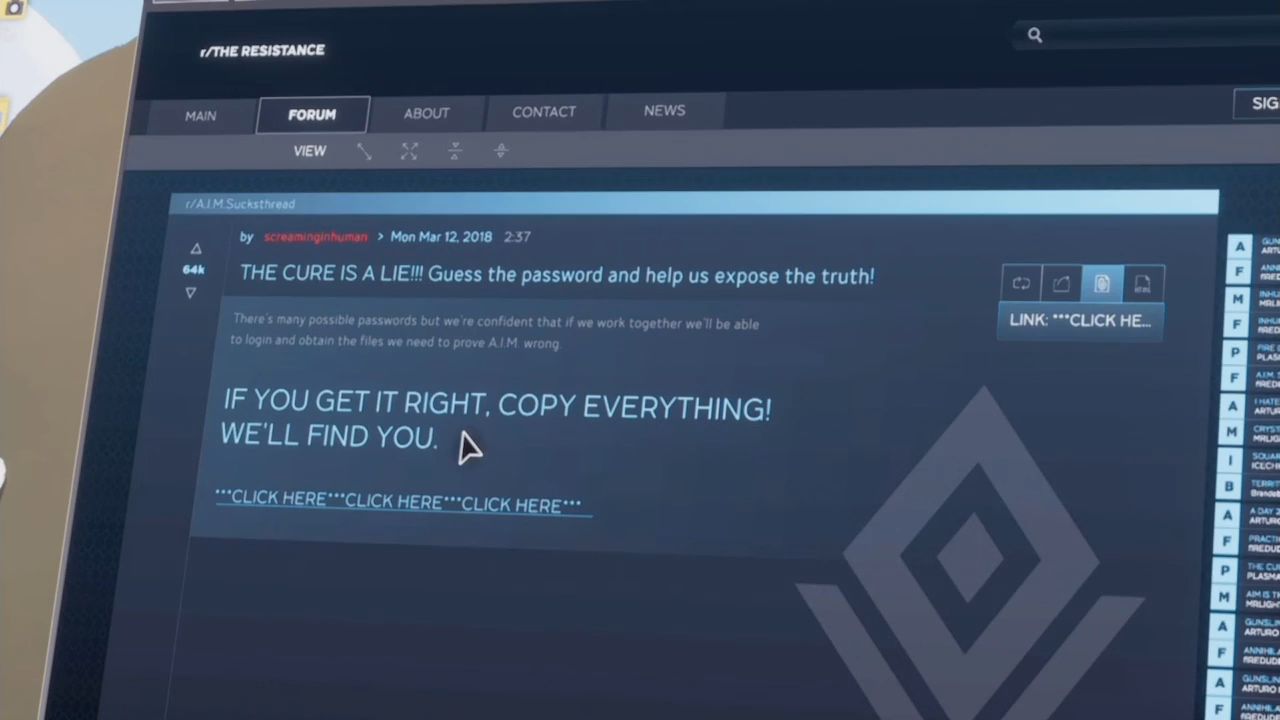 r/THE RESISTANCE
MAIN
FORUM
ABOUT
CONTACT
NEWS
SIG
VIEW
r/A.I.M.Sucksthread
by screaminginhuman > Mon Mar 12, 2018 2:37
64k
THE CURE IS A LIE!!! Guess the password and help us expose the truth!
There's many possible passwords but we're confident that if we work together we'll be able
to login and obtain the files we need to prove A.I.M. wrong.
LINK: ***CLICK HE...
IF YOU GET IT RIGHT, COPY EVERYTHING!
WE'LL FIND YOU.
***CLICK HERE***CLICK HERE***CLICK HERE***
A
F
M
F
P
F
A
M
I
B
A
F
P
M
A
F
A
F